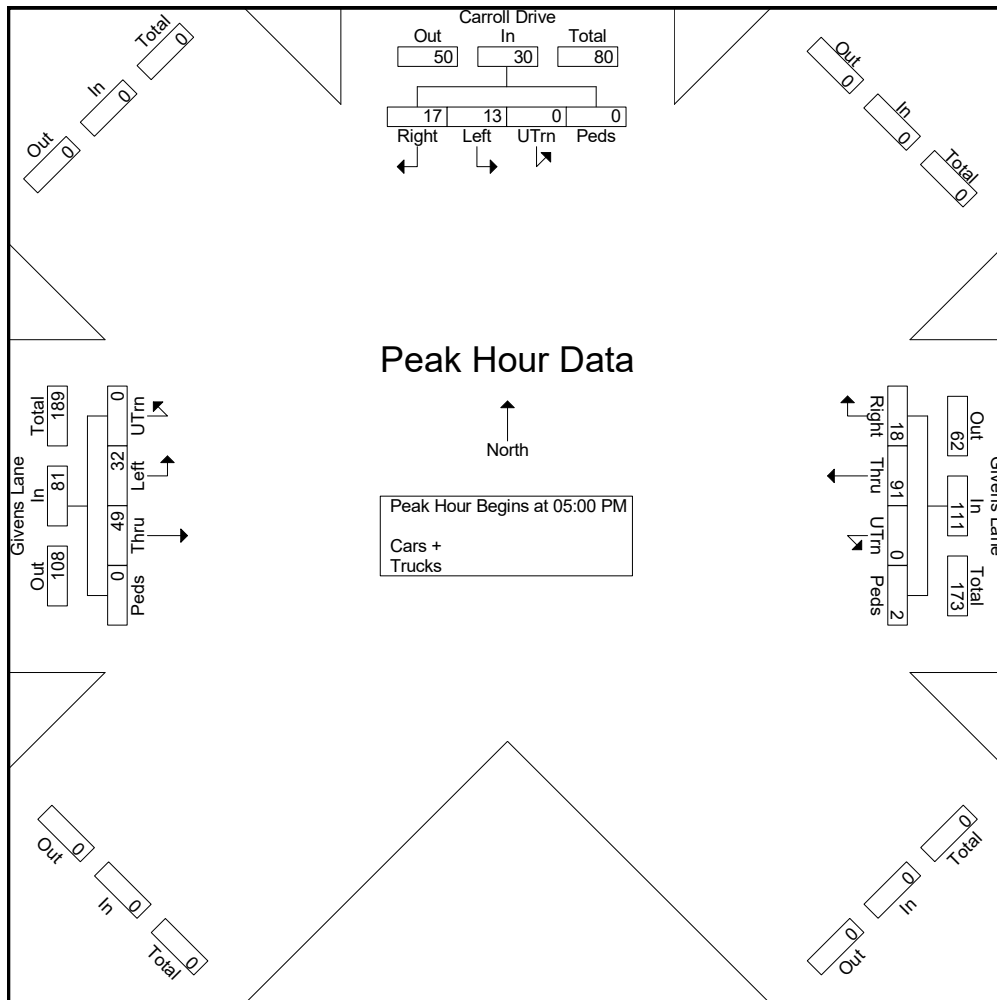 Carroll Drive
Out In Total
50 30 80
17 13 0 0
Right Left UTrn Peds
Total
0
In
0
Out
0
Out
0
In
0
Total
0
Peak Hour Data
North
Peak Hour Begins at 05:00 PM
Cars +
Trucks
Givens Lane
Out In Total
108 81 189
0 32 49 0
UTrn Left Thru Peds
Right Thru UTrn Peds
18 91 0 2
Out In Total
62 111 173
Givens Lane
Out
0
In
0
Total
0
Total
0
In
0
Out
0